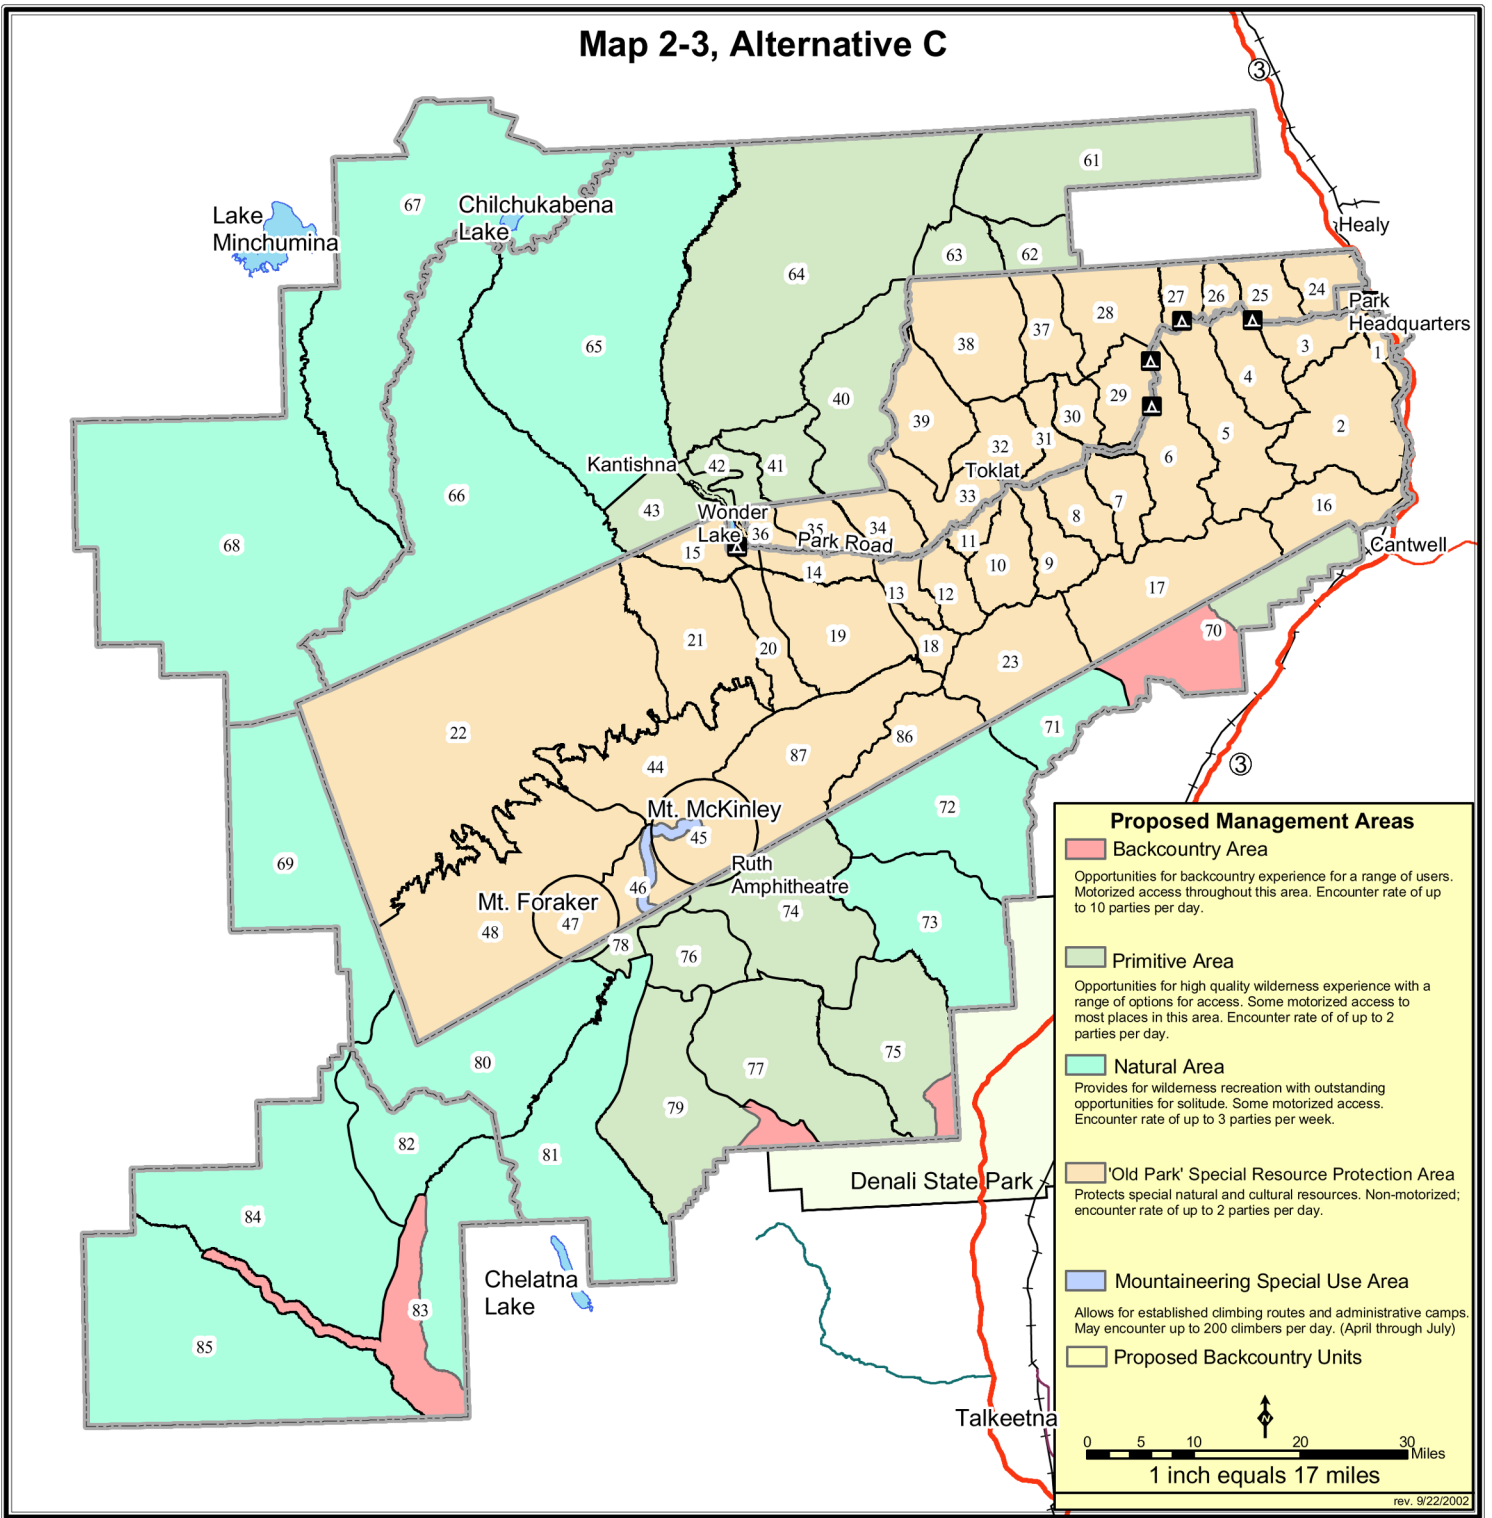 Map 2-3, Alternative C
3
61
67
Chilchukabena
Lake
Lake
Minchumina
Healy
63
62
64
24
27
26
25
Park
Headquarters
28
37
38
65
3
1
4
40
29
39
30
2
5
31
32
6
Kantishna
42
41
Toklat
66
33
16
43
Wonder
Lake
36
35
34
8
7
68
15
Park Road
11
Cantwell
10
9
14
17
13
12
70
21
20
19
18
23
22
71
86
87
44
3
72
Mt. McKinley
45
69
Ruth
Amphitheatre
46
Mt. Foraker
47
48
74
73
78
76
80
75
77
79
82
81
Denali State Park
84
Chelatna
Lake
83
85
Talkeetna
Proposed Management Areas
Backcountry Area
Opportunities for backcountry experience for a range of users.
Motorized access throughout this area. Encounter rate of up
to 10 parties per day.
Primitive Area
Opportunities for high quality wilderness experience with a
range of options for access. Some motorized access to
most places in this area. Encounter rate of of up to 2
parties per day.
Natural Area
Provides for wilderness recreation with outstanding
opportunities for solitude. Some motorized access.
Encounter rate of up to 3 parties per week.
'Old Park' Special Resource Protection Area
Protects special natural and cultural resources. Non-motorized;
encounter rate of up to 2 parties per day.
Mountaineering Special Use Area
Allows for established climbing routes and administrative camps.
May encounter up to 200 climbers per day. (April through July)
Proposed Backcountry Units
N
0 5 10 20 30
Miles
1 inch equals 17 miles
rev. 9/22/2002